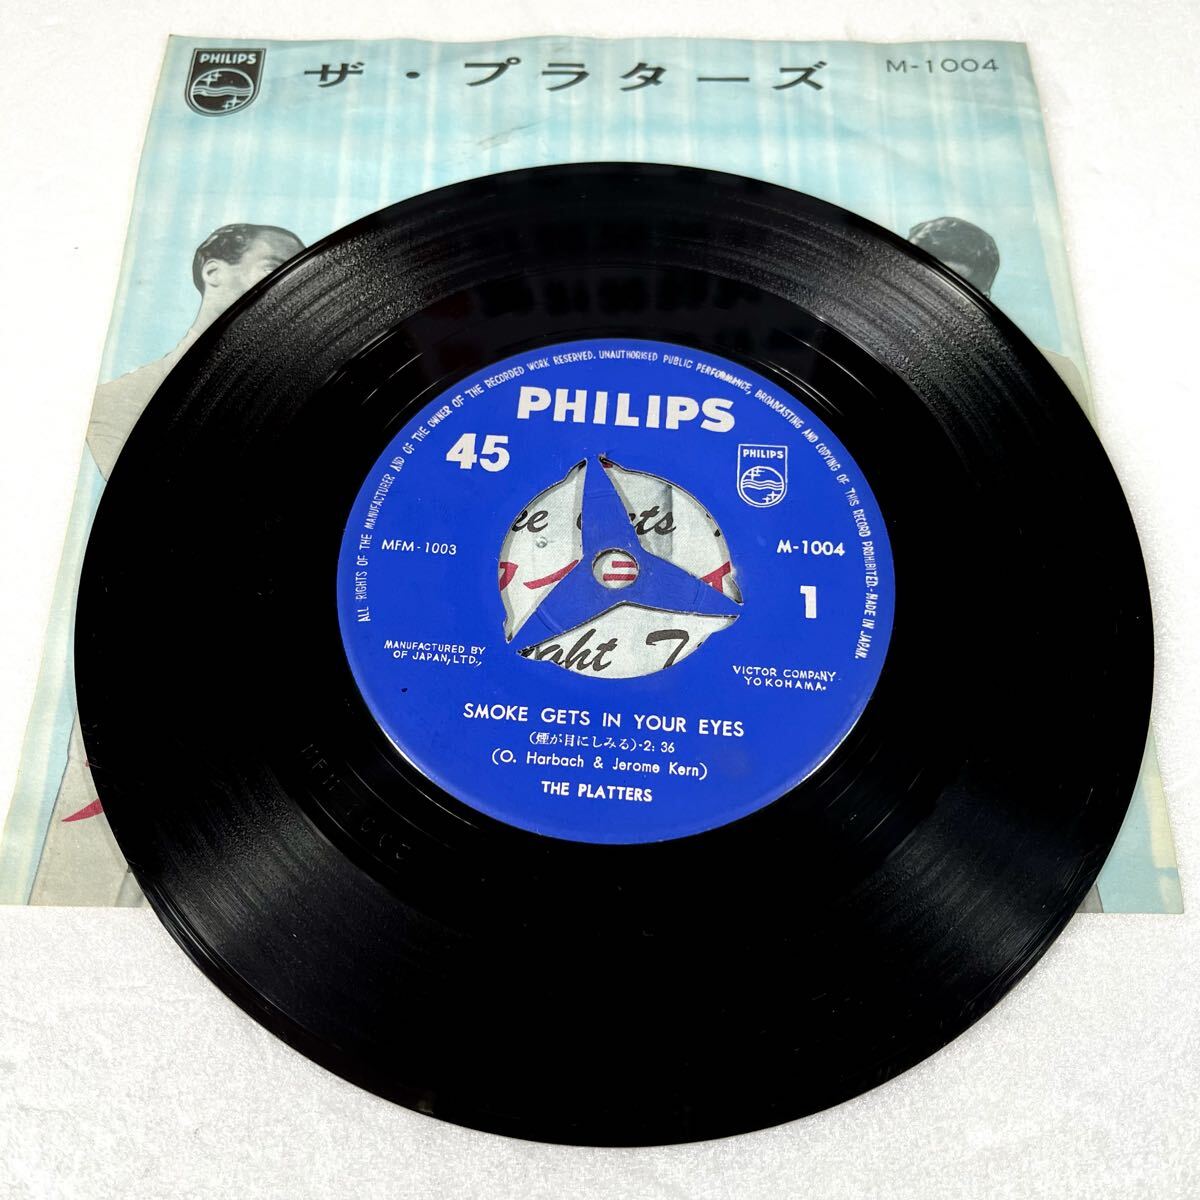 PHILIPS
ザ・プラターズ
M-1004
ALL RIGHTS OF THE MANUFACTURER AND OF THE OWNER OF THE RECORDED WORK RESERVED. UNAUTHORISED PUBLIC PERFORMANCE, BROADCASTING AND COPYING OF THIS RECORD PROHIBITED.-MADE IN JAPAN.
PHILIPS
45
PHILIPS
MFM-1003
M-1004
1
MANUFACTURED BY
OF JAPAN, LTD.,
VICTOR COMPANY
YOKOHAMA.
SMOKE GETS IN YOUR EYES
(煙が目にしみる)-2:36
(O. Harbach & Jerome Kern)
THE PLATTERS